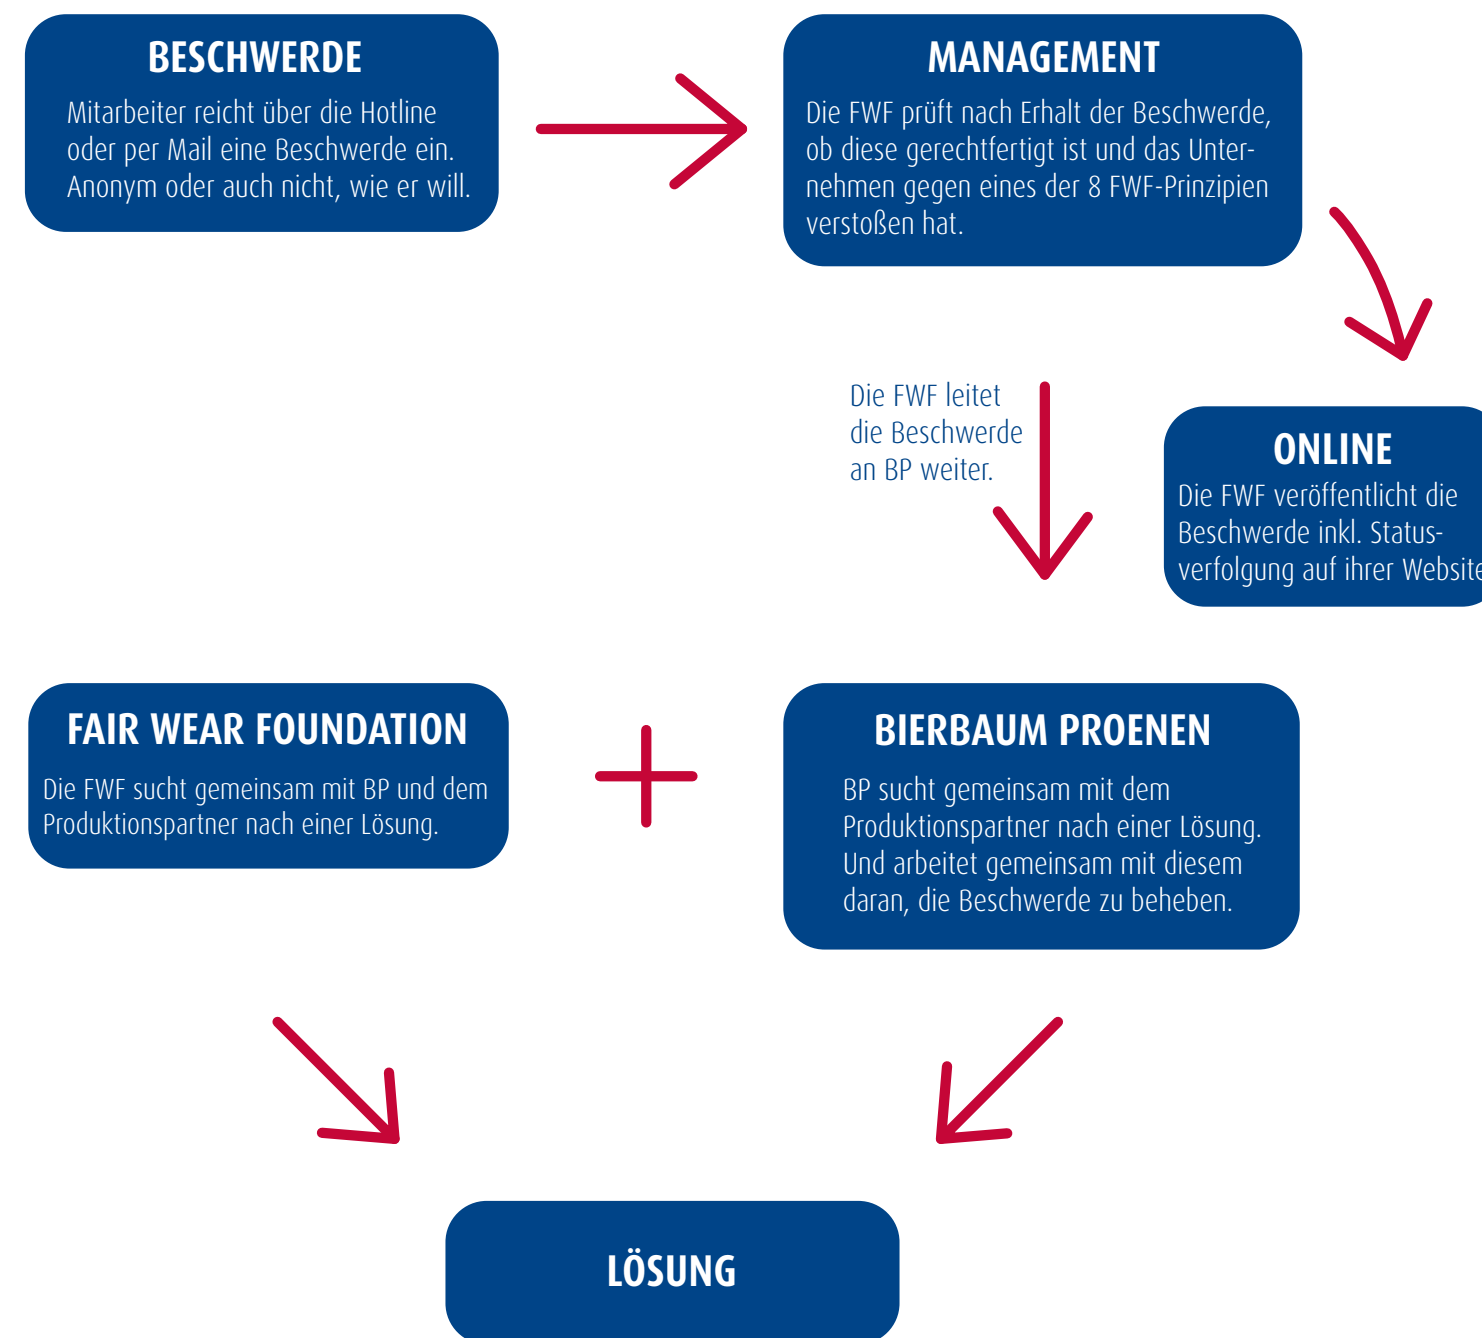 BESCHWERDE
Mitarbeiter reicht über die Hotline
oder per Mail eine Beschwerde ein.
Anonym oder auch nicht, wie er will.
MANAGEMENT
Die FWF prüft nach Erhalt der Beschwerde,
ob diese gerechtfertigt ist und das Unter-
nehmen gegen eines der 8 FWF-Prinzipien
verstoßen hat.
Die FWF leitet
die Beschwerde
an BP weiter.
ONLINE
Die FWF veröffentlicht die
Beschwerde inkl. Status-
verfolgung auf ihrer Website
FAIR WEAR FOUNDATION
Die FWF sucht gemeinsam mit BP und dem
Produktionspartner nach einer Lösung.
BIERBAUM PROENEN
BP sucht gemeinsam mit dem
Produktionspartner nach einer Lösung.
Und arbeitet gemeinsam mit diesem
daran, die Beschwerde zu beheben.
LÖSUNG